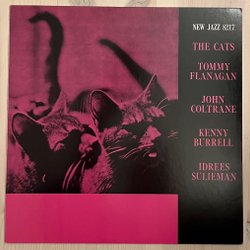 NEW JAZZ 8217
THE CATS
TOMMY
FLANAGAN
JOHN
COLTRANE
KENNY
BURRELL
IDREES
SULIEMAN